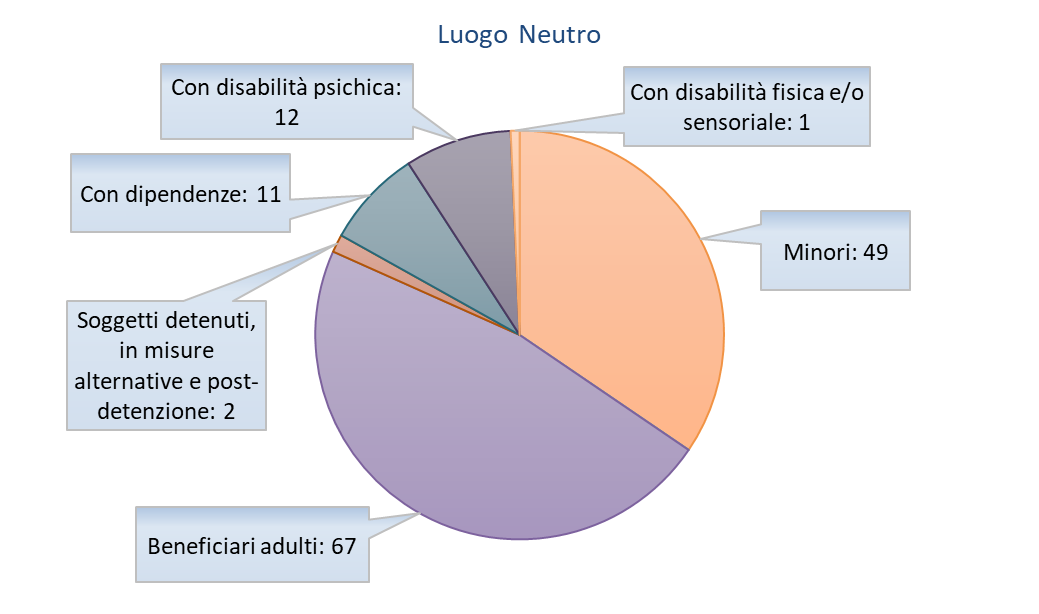 Luogo Neutro
Con disabilità psichica:
12
Con disabilità fisica e/o
sensoriale: 1
Con dipendenze: 11
Minori: 49
Soggetti detenuti,
in misure
alternative e post-
detenzione: 2
Beneficiari adulti: 67